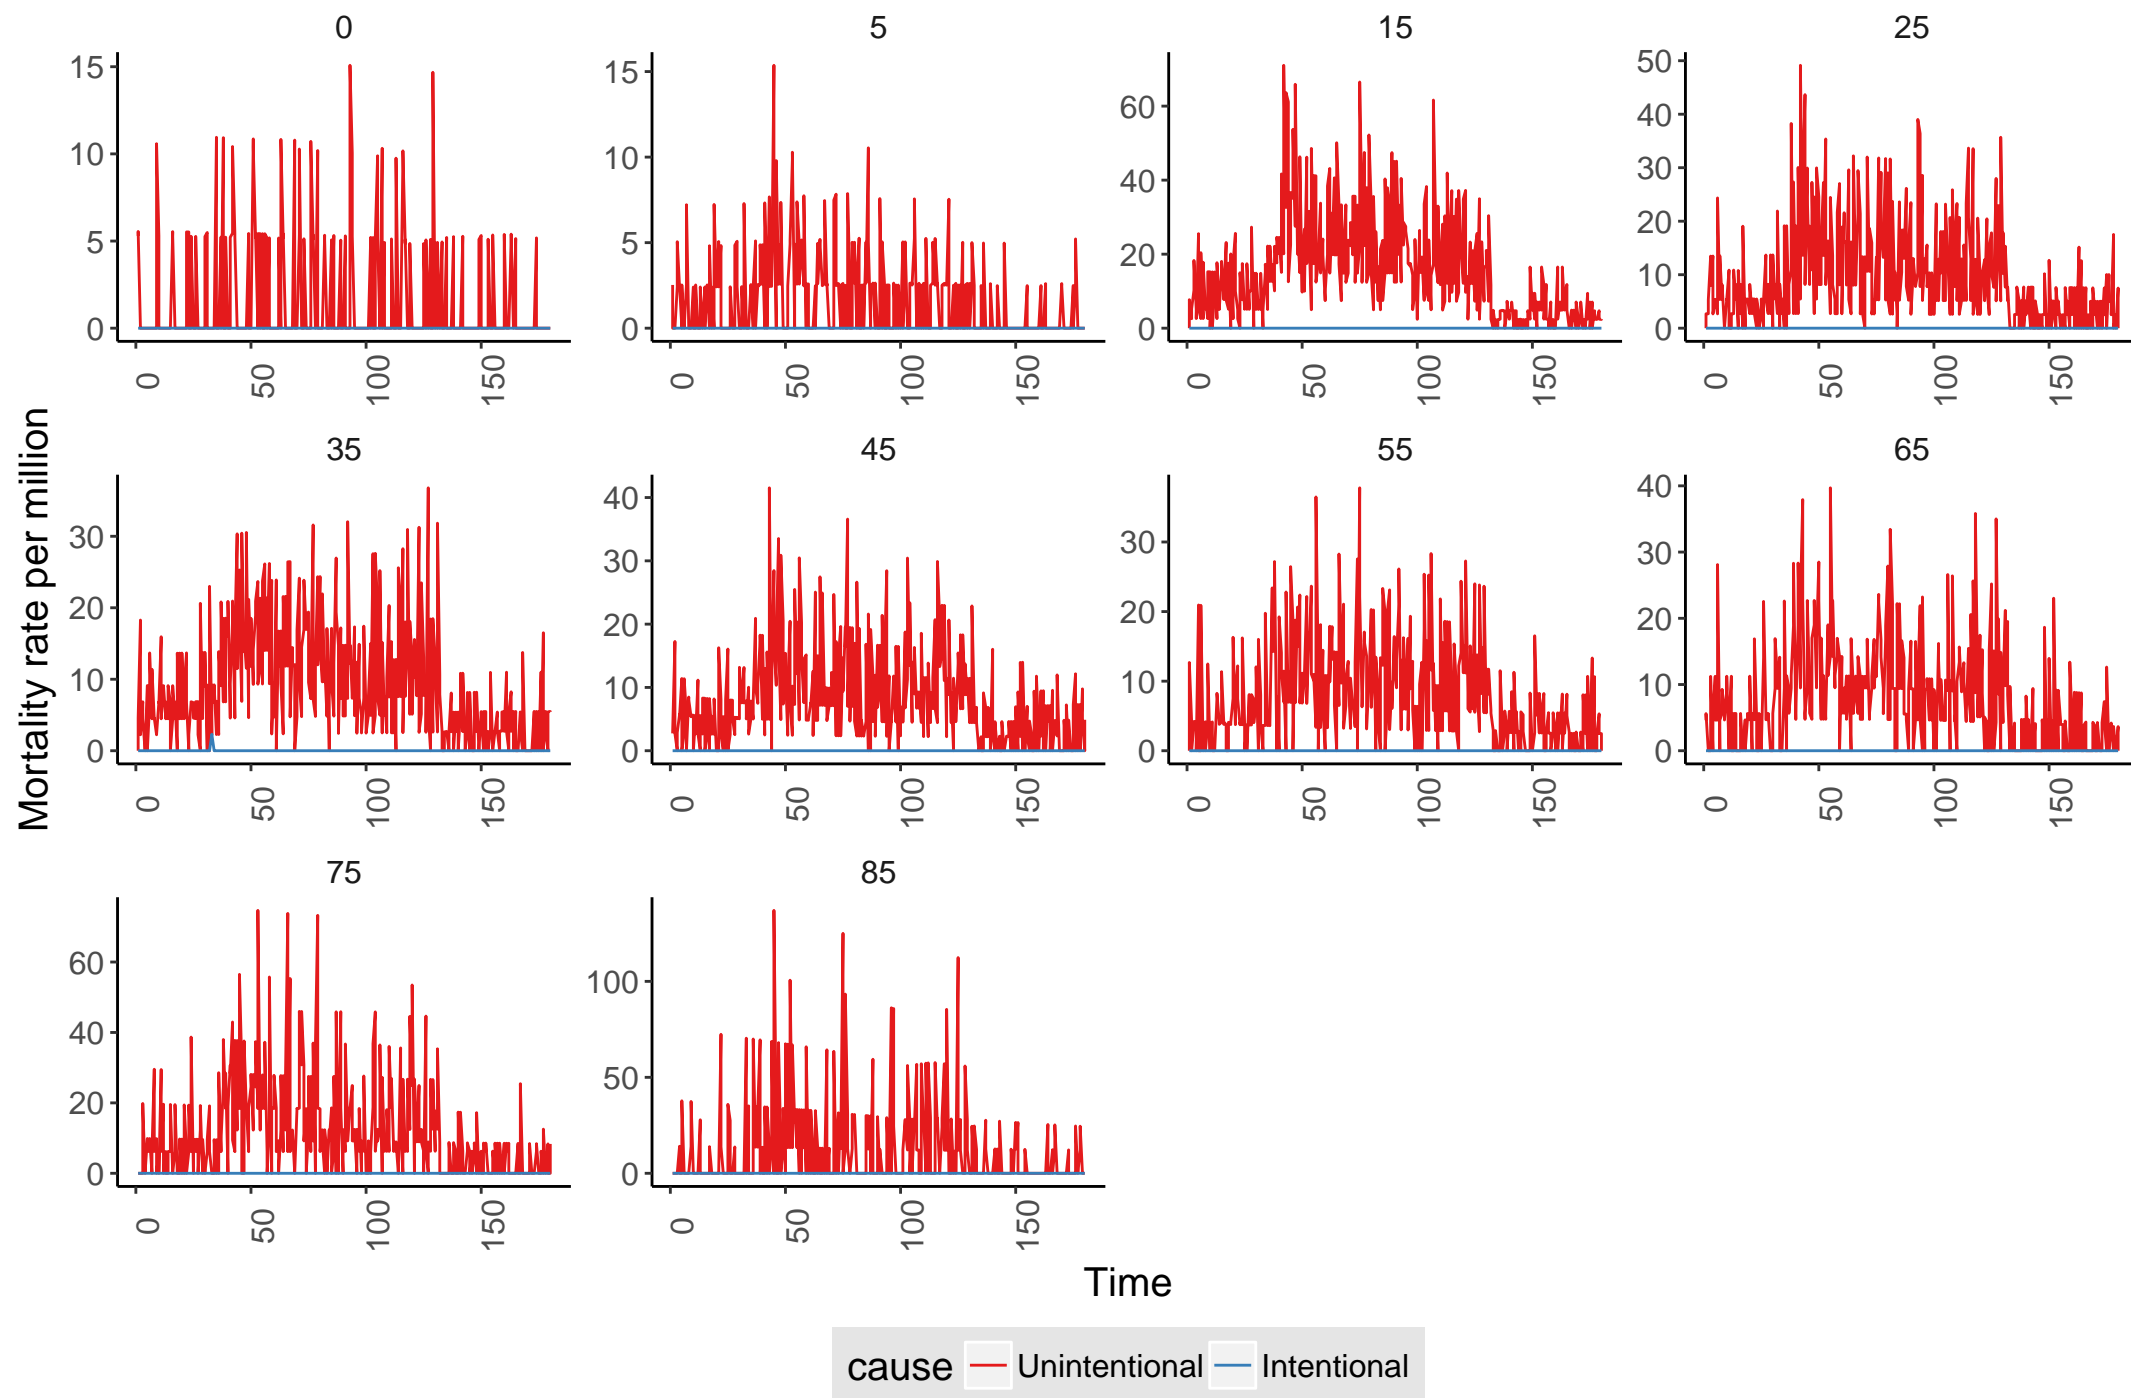 0 5 15 25
15 15 60 50
10 10 40 40
5 5 20 30
0 0 0 20
10
0
0 50 100 150 0 50 100 150 0 50 100 150 0 50 100 150
Mortality rate per million
35 45 55 65
30 40 30 40
20 30 20 30
10 20 10 20
0 10 0 10
0 0
0 50 100 150 0 50 100 150 0 50 100 150 0 50 100 150
75 85
60 100
40 50
20 0
0
0 50 100 150 0 50 100 150
Time
cause Unintentional Intentional